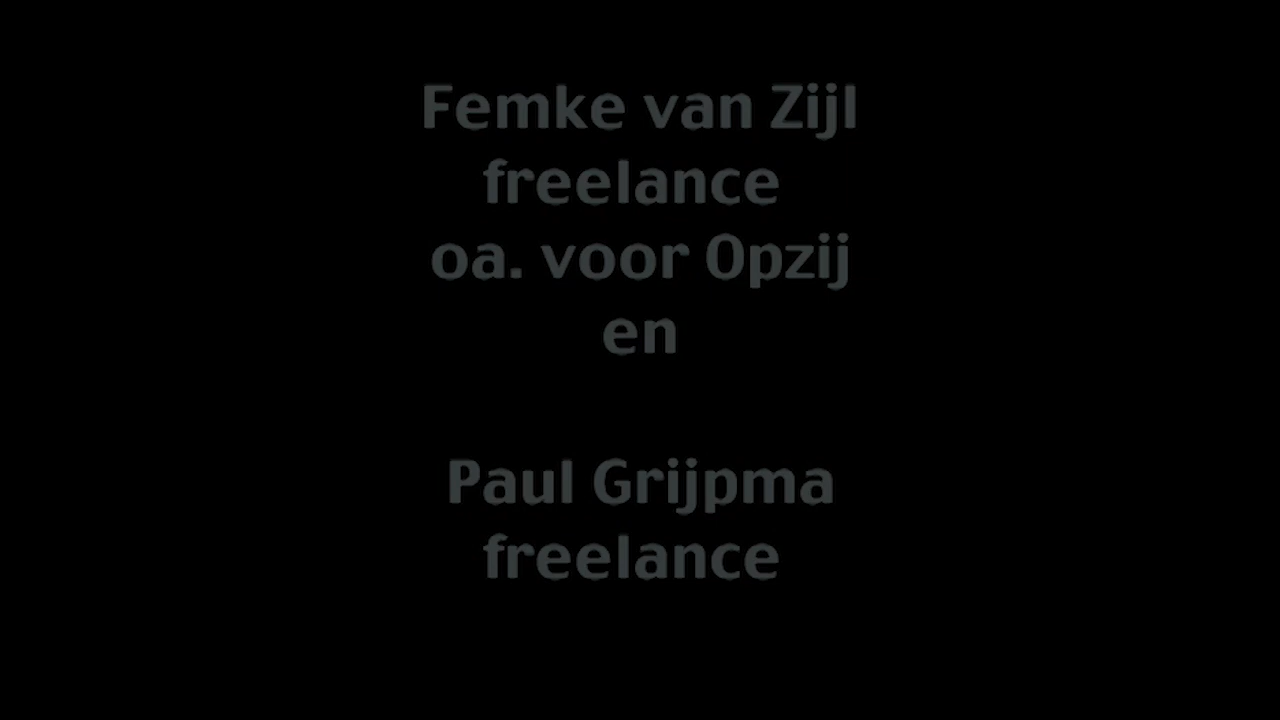 Femke van Zijl
freelance
oa. voor Opzij
en
Paul Grijpma
freelance